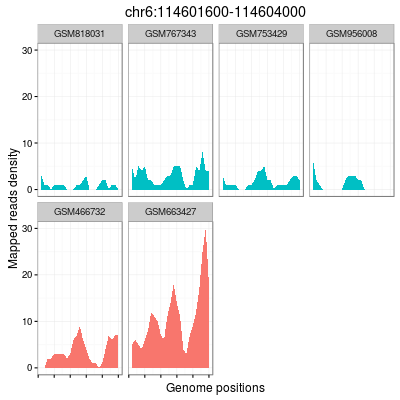 chr6:114601600-114604000
GSM818031 GSM767343 GSM753429 GSM956008
30
20
10
0
GSM466732 GSM663427
30
20
10
0
Mapped reads density
Genome positions